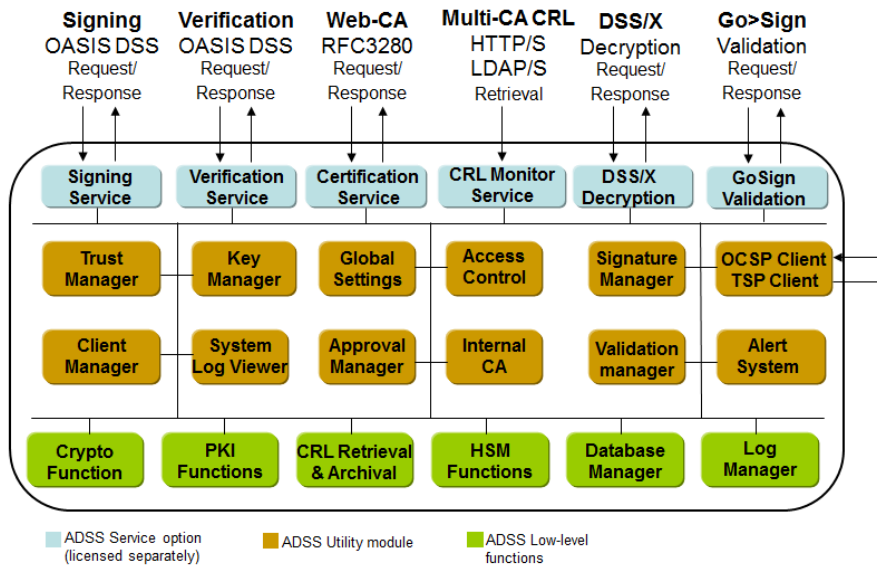 Signing
OASIS DSS
Request/
Response
Verification
OASIS DSS
Request/
Response
Web-CA
RFC3280
Request/
Response
Multi-CA CRL
HTTP/S
LDAP/S
Retrieval
DSS/X
Decryption
Request/
Response
Go>Sign
Validation
Request/
Response
Signing
Service
Verification
Service
Certification
Service
CRL Monitor
Service
DSS/X
Decryption
GoSign
Validation
Trust
Manager
Key
Manager
Global
Settings
Access
Control
Signature
Manager
OCSP Client
TSP Client
Client
Manager
System
Log Viewer
Approval
Manager
Internal
CA
Validation
manager
Alert
System
Crypto
Function
PKI
Functions
CRL Retrieval
& Archival
HSM
Functions
Database
Manager
Log
Manager
ADSS Service option
(licensed separately)
ADSS Utility module
ADSS Low-level
functions